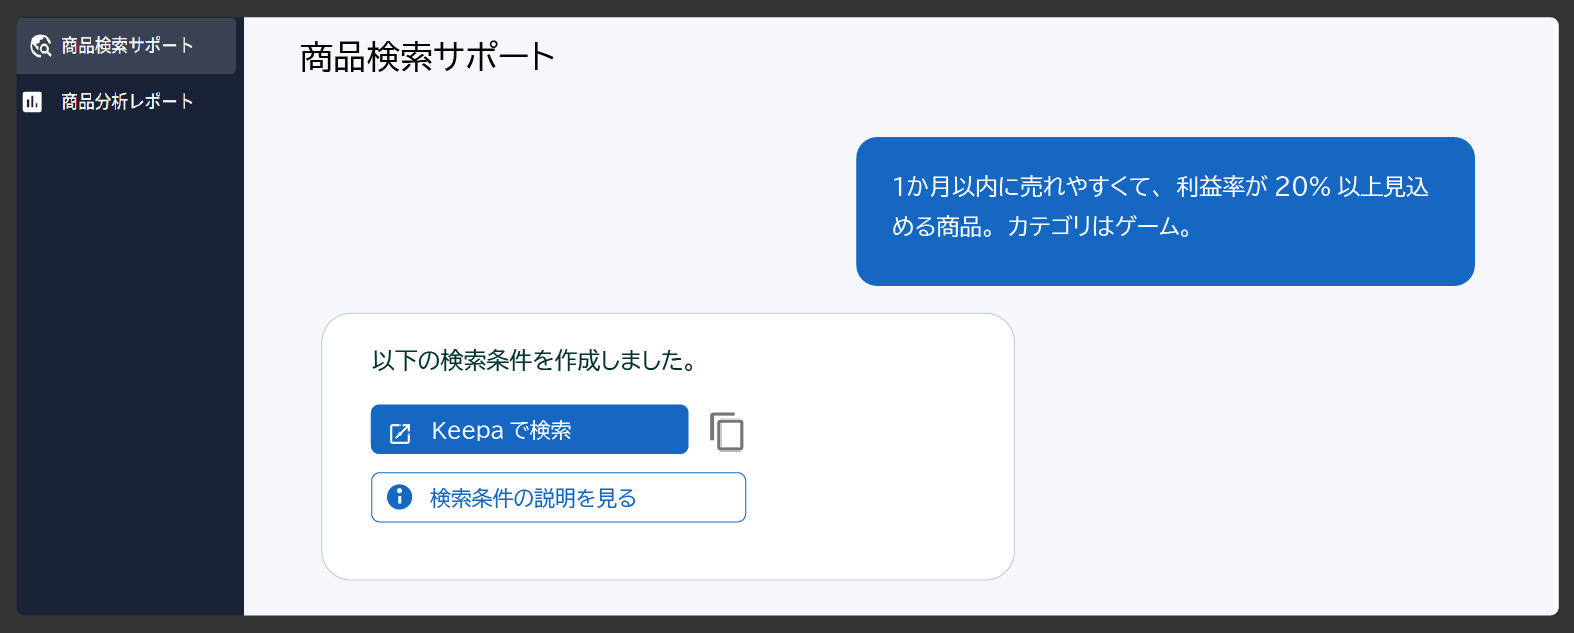 商品検索サポート
商品分析レポート
商品検索サポート
1か月以内に売れやすくて、利益率が 20% 以上見込
める商品。カテゴリはゲーム。
以下の検索条件を作成しました。
Keepa で検索
検索条件の説明を見る